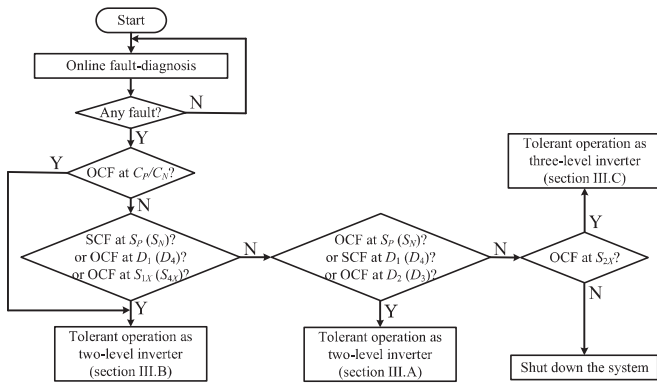 Start
Online fault-diagnosis
Any fault?
N
Y
Y
OCF at C_P/C_N?
N
SCF at S_P (S_N)?
or OCF at D_1 (D_4)?
or OCF at S_1X (S_4x)?
N
Y
Tolerant operation as
two-level inverter
(section III.B)
OCF at S_P (S_N)?
or SCF at D_1 (D_4)?
or OCF at D_2 (D_3)?
N
Y
Tolerant operation as
two-level inverter
(section III.A)
Tolerant operation as
three-level inverter
(section III.C)
Y
OCF at S_2X?
N
Shut down the system